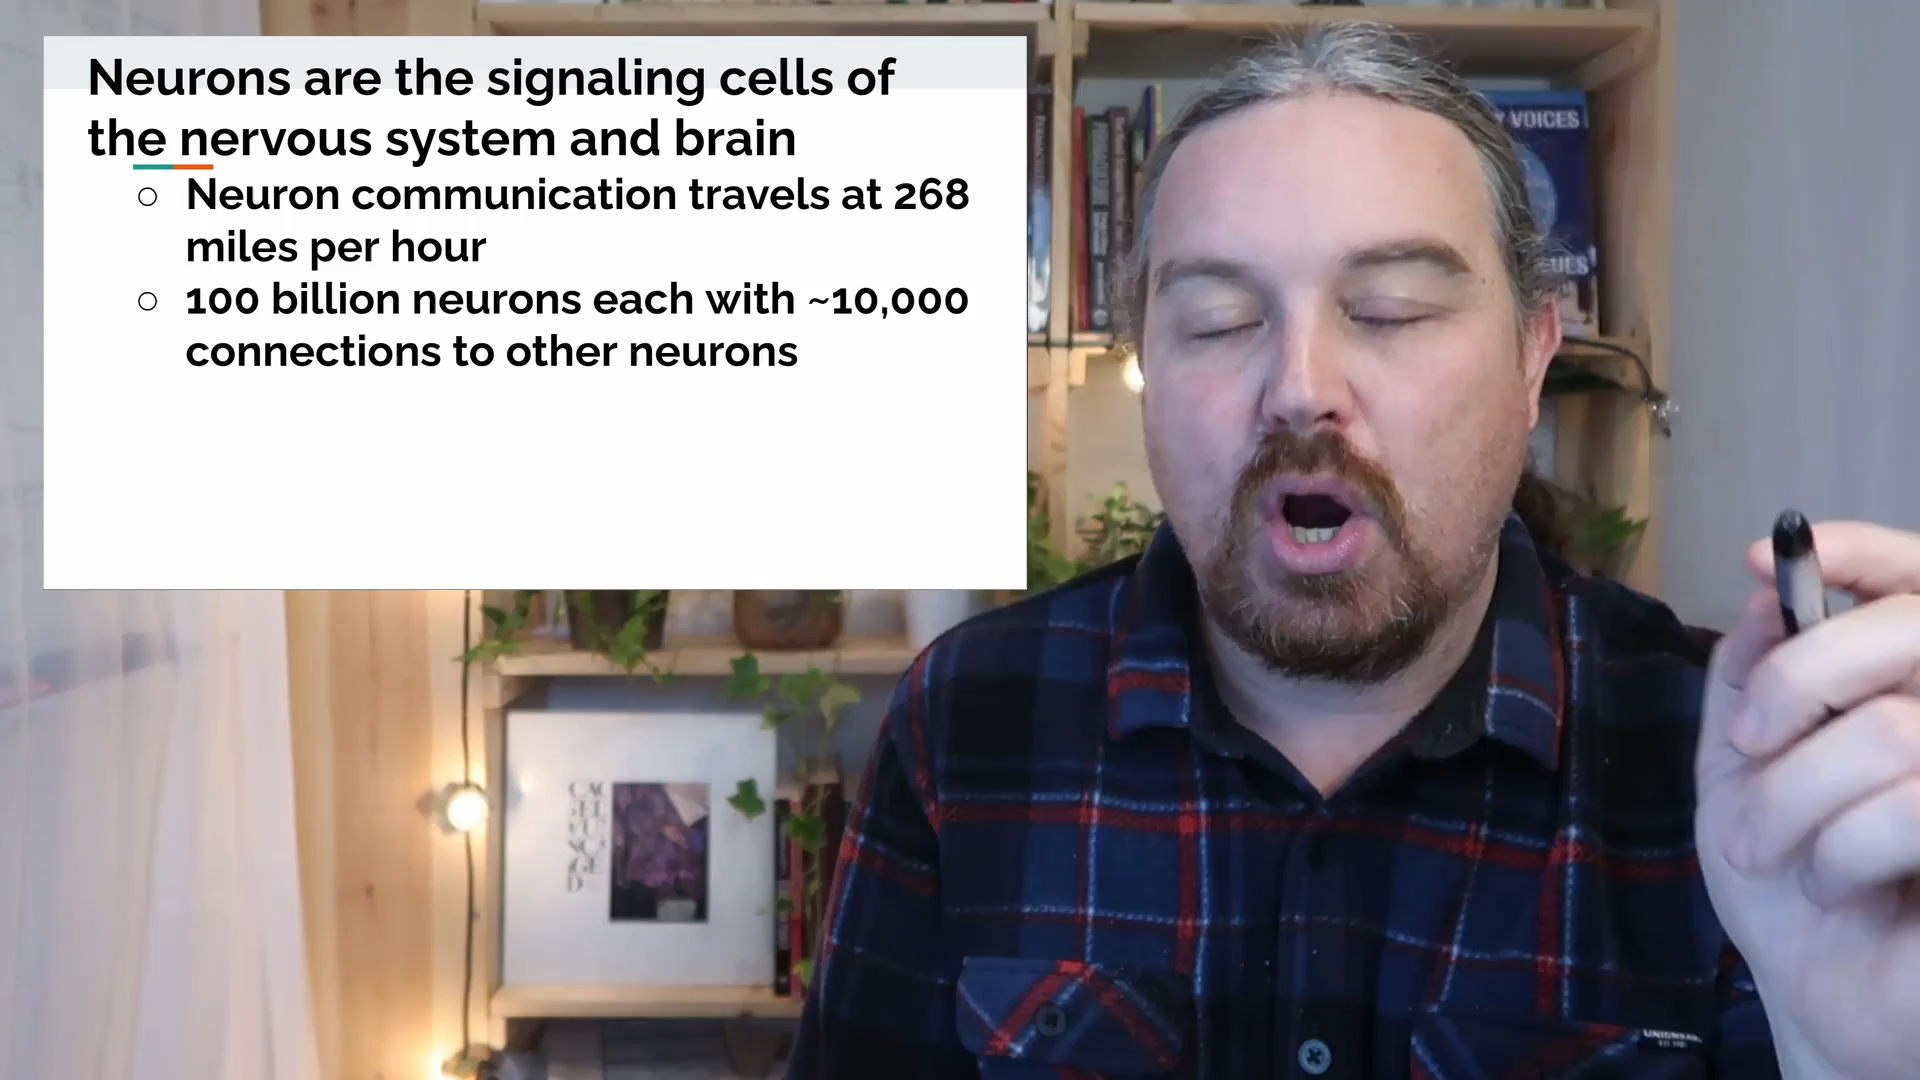 Neurons are the signaling cells of
the nervous system and brain
○ Neuron communication travels at 268
miles per hour
○ 100 billion neurons each with ~10,000
connections to other neurons
VOICES